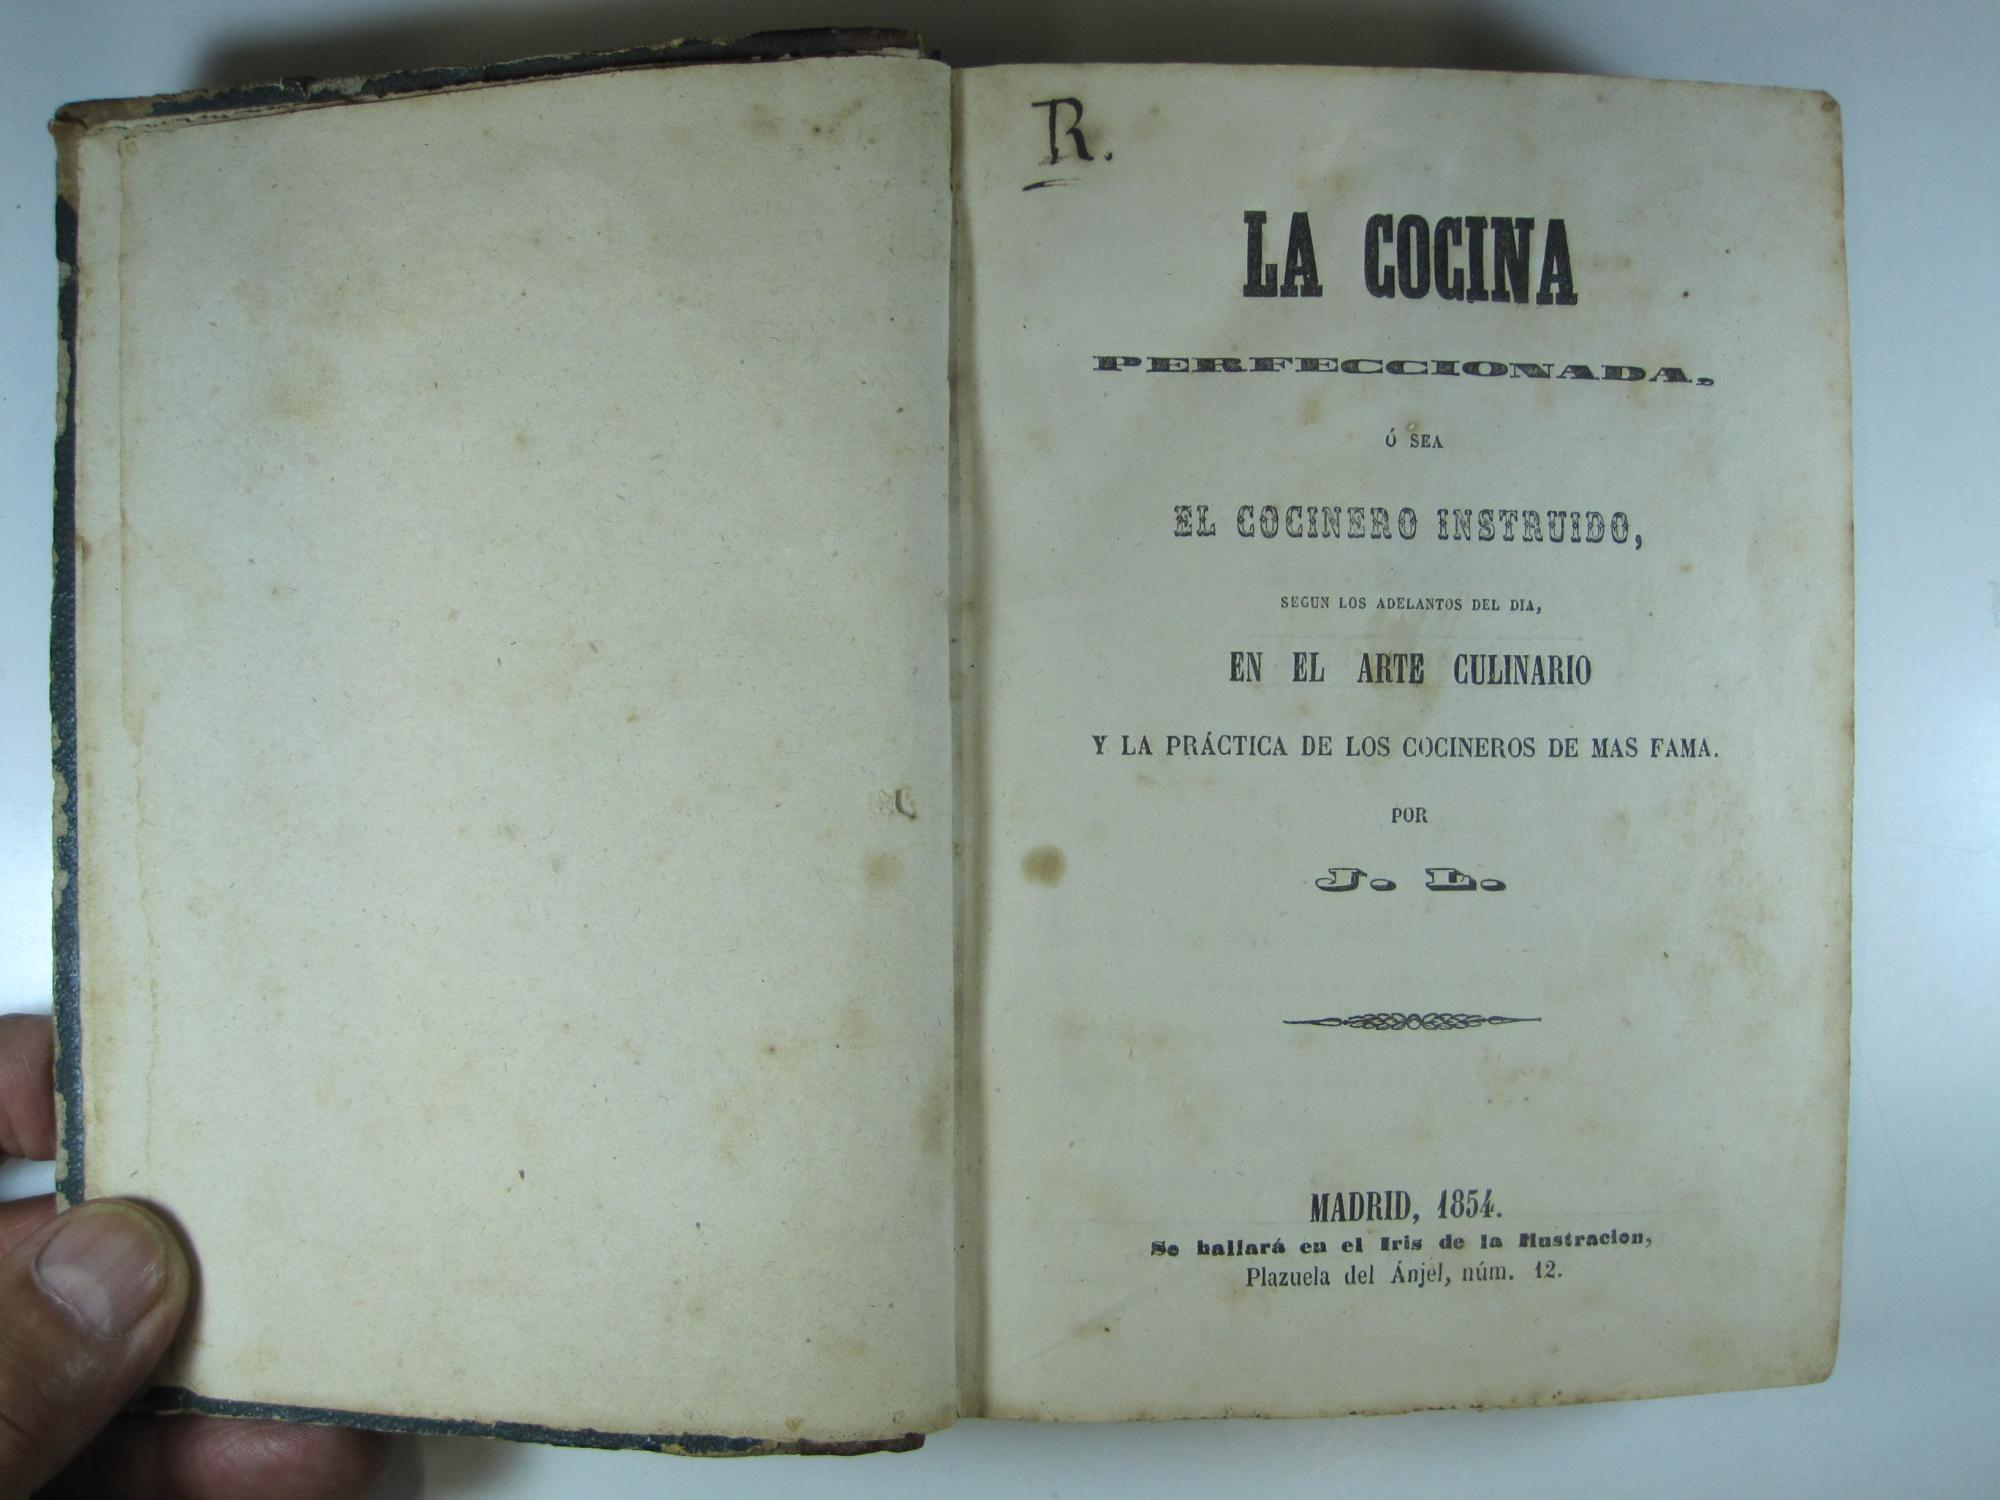 R.
LA COCINA
PERFECCIONADA,
Ó SEA
EL COCINERO INSTRUIDO,
SEGUN LOS ADELANTOS DEL DIA,
EN EL ARTE CULINARIO
Y LA PRÁCTICA DE LOS COCINEROS DE MAS FAMA.
POR
J. L.
MADRID, 1854.
Se hallará en el Iris de la Ilustracion,
Plazuela del Ánjel, núm. 12.